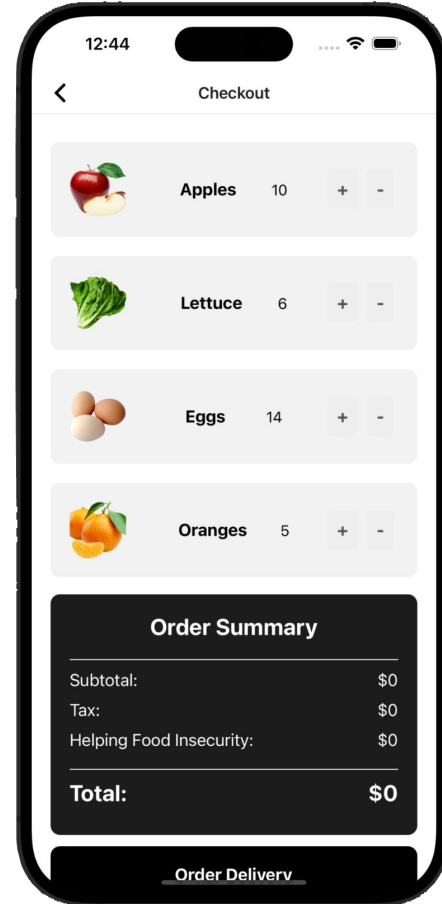 12:44
Checkout
Apples 10 + -
Lettuce 6 + -
Eggs 14 + -
Oranges 5 + -
Order Summary
Subtotal: $0
Tax: $0
Helping Food Insecurity: $0
Total: $0
Order Delivery